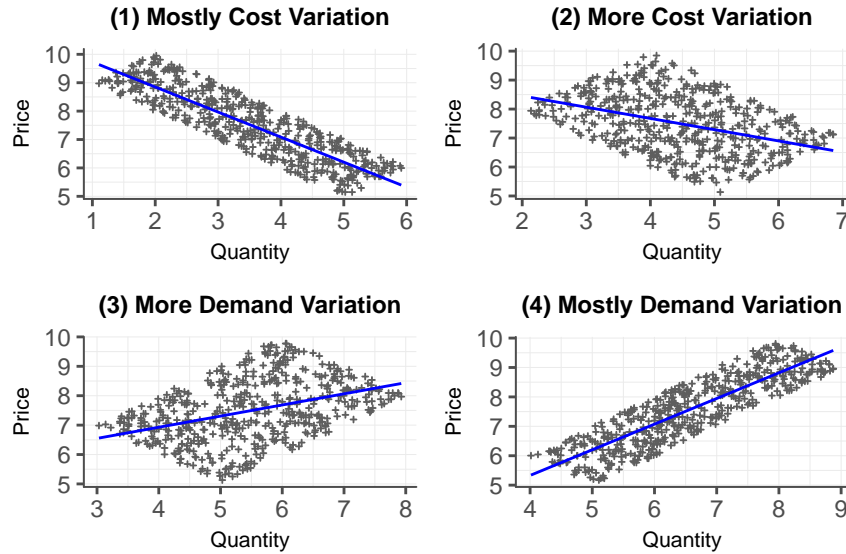 (1) Mostly Cost Variation
10
9
8
7
6
5
Price
1 2 3 4 5 6
Quantity
(2) More Cost Variation
10
9
8
7
6
5
Price
2 3 4 5 6 7
Quantity
(3) More Demand Variation
10
9
8
7
6
5
Price
3 4 5 6 7 8
Quantity
(4) Mostly Demand Variation
10
9
8
7
6
5
Price
4 5 6 7 8 9
Quantity